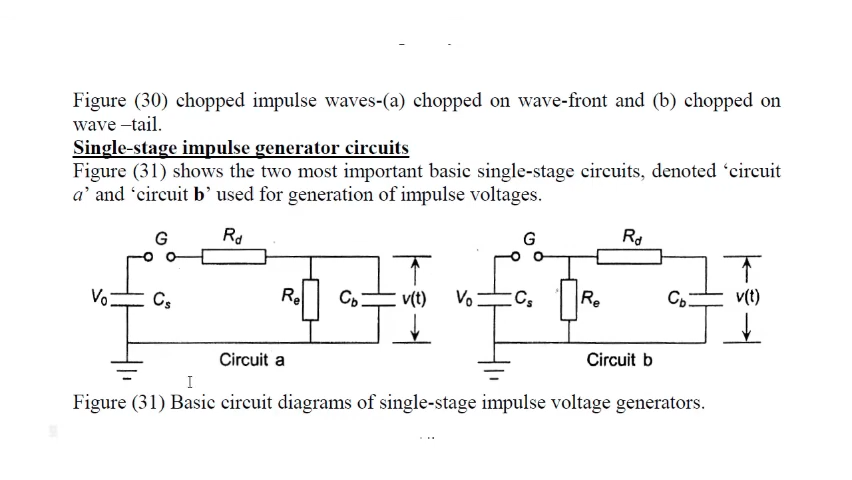 Figure (30) chopped impulse waves-(a) chopped on wave-front and (b) chopped on
wave –tail.
Single-stage impulse generator circuits
Figure (31) shows the two most important basic single-stage circuits, denoted ‘circuit
a’ and ‘circuit b’ used for generation of impulse voltages.
G Rd
V₀ Cs Re Cb v(t)
Circuit a
G Rd
V₀ Cs Re Cb v(t)
Circuit b
Figure (31) Basic circuit diagrams of single-stage impulse voltage generators.